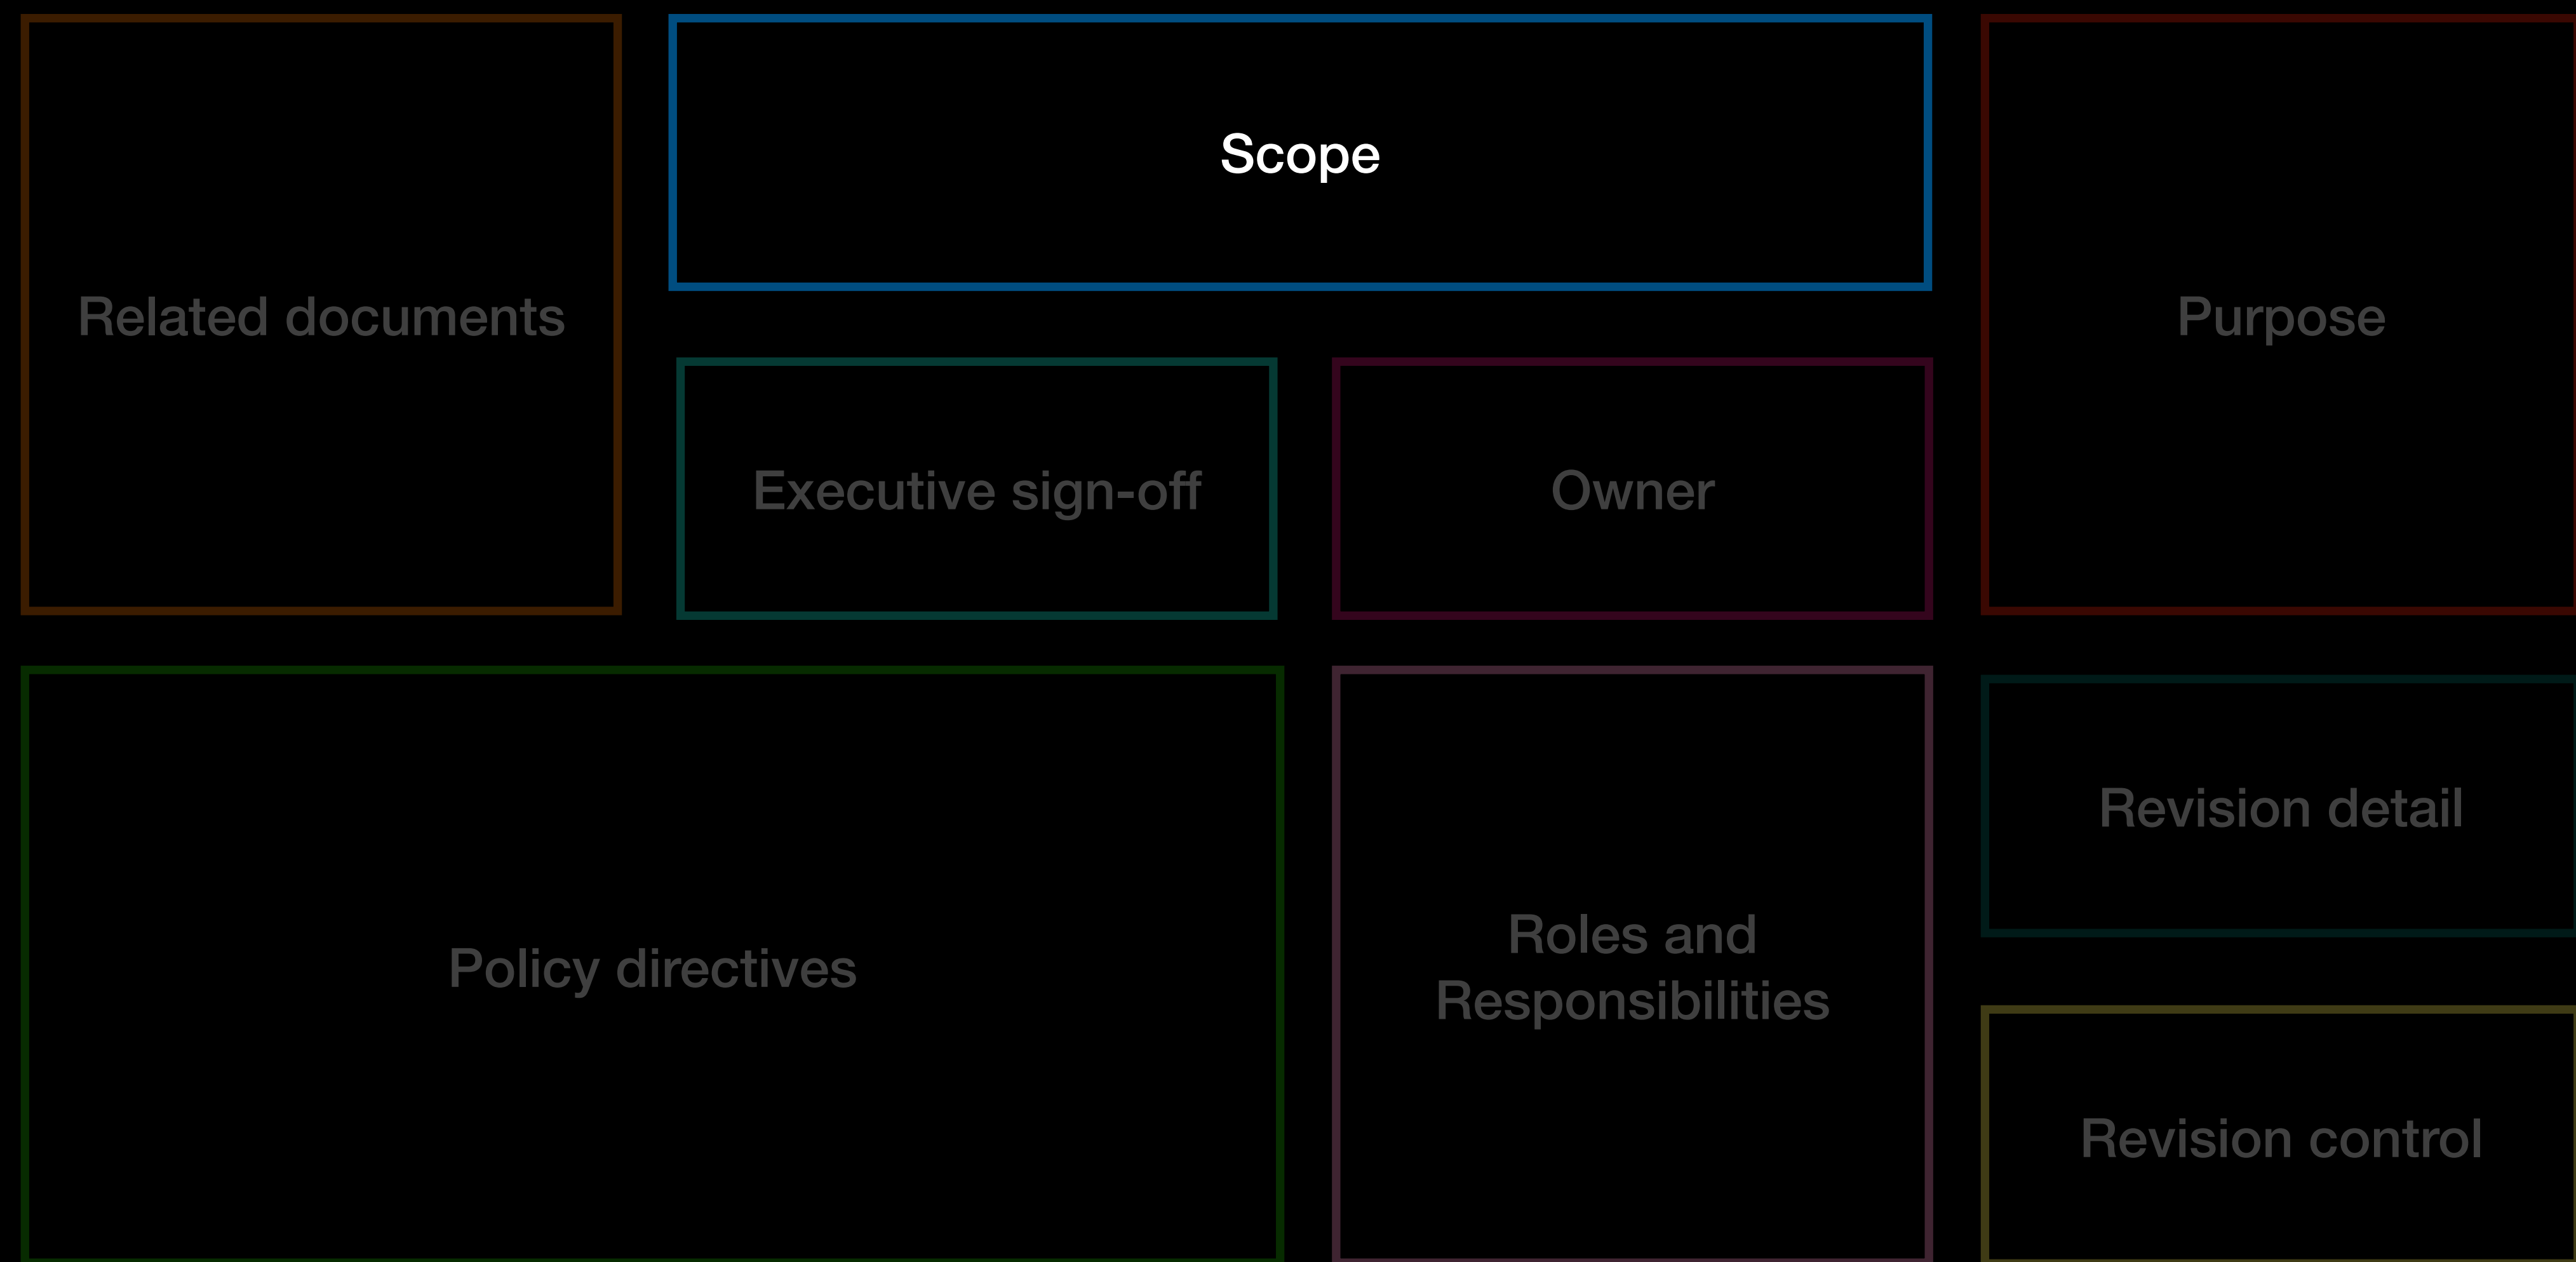 Scope
Related documents
Purpose
Executive sign-off
Owner
Policy directives
Roles and
Responsibilities
Revision detail
Revision control